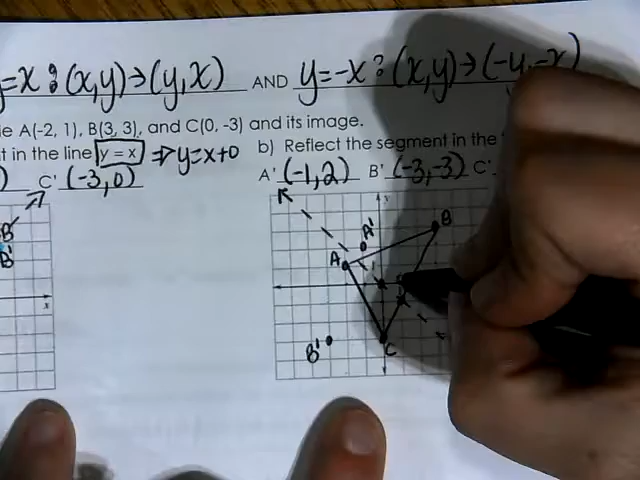 =x : (x,y)→(y,x) AND y=-x : (x,y)→(-y,-x)
le A(-2, 1), B(3, 3), and C(0, -3) and its image.
t in the line y = x ⇒ y=x+0 b) Reflect the segment in the
) C' (-3,0) A' (-1,2) B' (-3,-3) C'
B' A' B
B' A
x
B' C